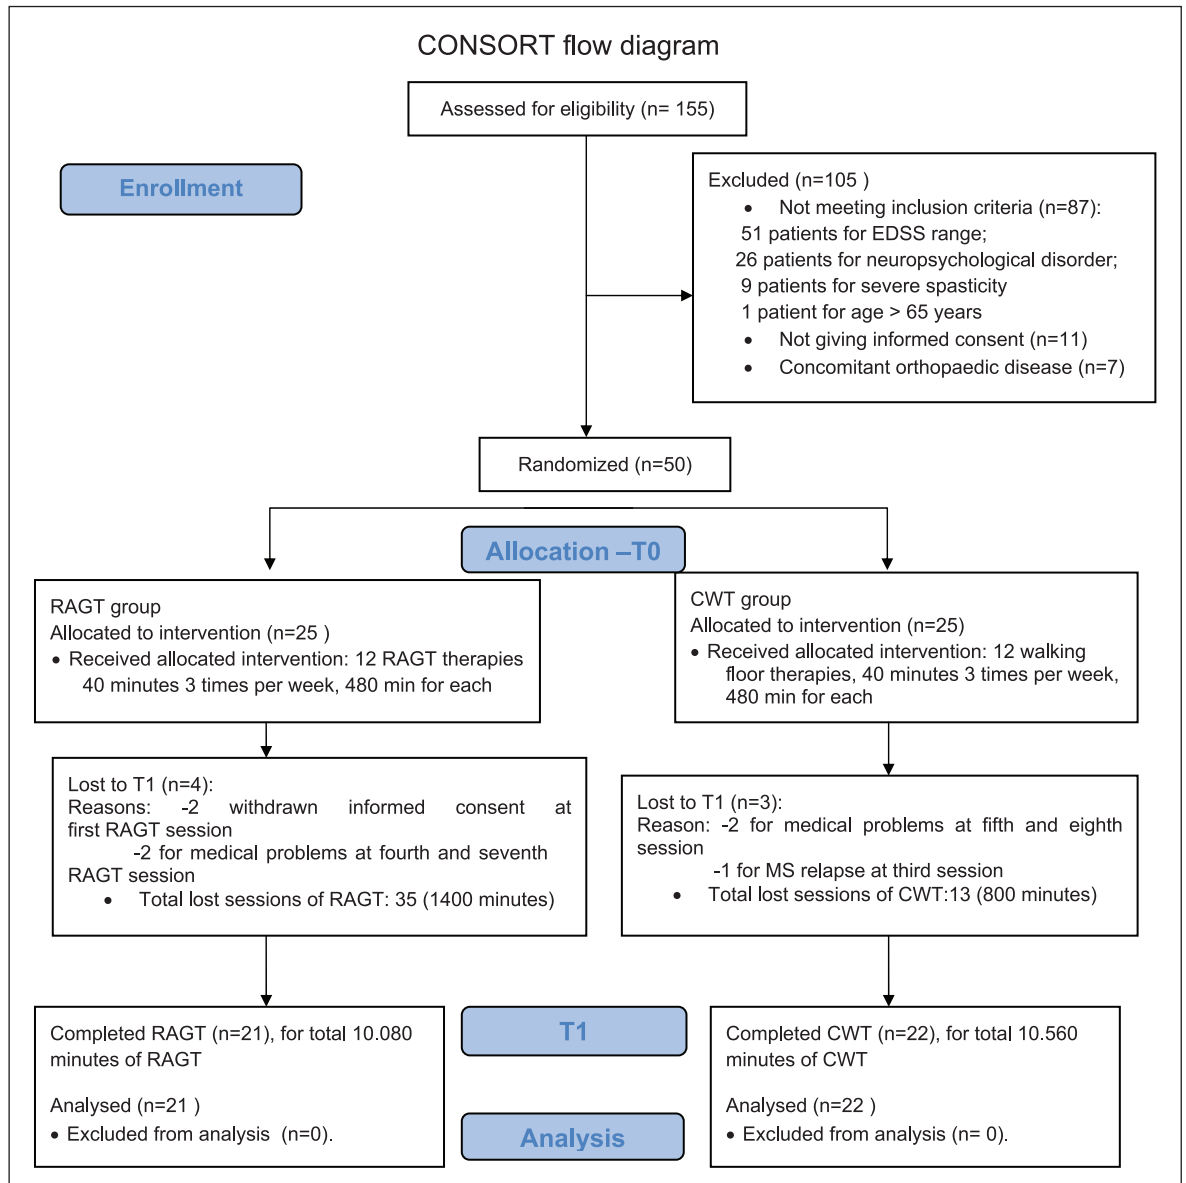 CONSORT flow diagram
Assessed for eligibility (n= 155)
Enrollment
Excluded (n=105 )
• Not meeting inclusion criteria (n=87):
51 patients for EDSS range;
26 patients for neuropsychological disorder;
9 patients for severe spasticity
1 patient for age > 65 years
• Not giving informed consent (n=11)
• Concomitant orthopaedic disease (n=7)
Randomized (n=50)
Allocation –T0
RAGT group
Allocated to intervention (n=25 )
• Received allocated intervention: 12 RAGT therapies
40 minutes 3 times per week, 480 min for each
CWT group
Allocated to intervention (n=25)
• Received allocated intervention: 12 walking
floor therapies, 40 minutes 3 times per week,
480 min for each
Lost to T1 (n=4):
Reasons: -2 withdrawn informed consent at
first RAGT session
-2 for medical problems at fourth and seventh
RAGT session
• Total lost sessions of RAGT: 35 (1400 minutes)
Lost to T1 (n=3):
Reason: -2 for medical problems at fifth and eighth
session
-1 for MS relapse at third session
• Total lost sessions of CWT:13 (800 minutes)
Completed RAGT (n=21), for total 10.080
minutes of RAGT
Analysed (n=21 )
• Excluded from analysis (n=0).
T1
Completed CWT (n=22), for total 10.560
minutes of CWT
Analysed (n=22 )
• Excluded from analysis (n= 0).
Analysis